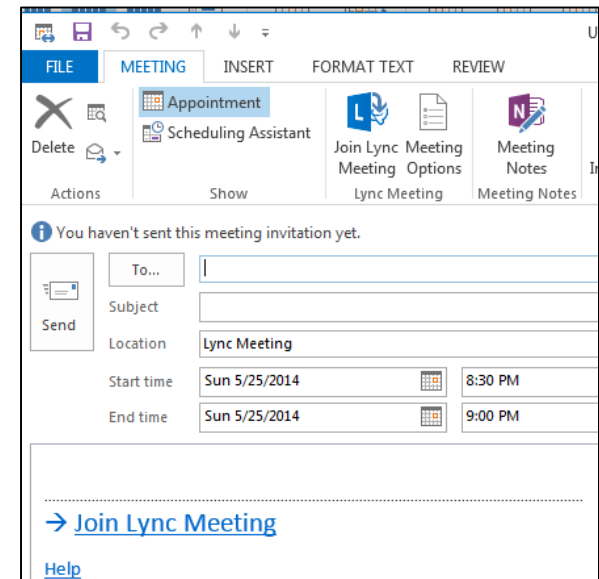 U
FILE MEETING INSERT FORMAT TEXT REVIEW
Delete
Appointment
Scheduling Assistant
Join Lync Meeting
Meeting Options
Meeting Notes
Actions Show Lync Meeting Meeting Notes
You haven't sent this meeting invitation yet.
Send
To...
Subject
Location Lync Meeting
Start time Sun 5/25/2014 8:30 PM
End time Sun 5/25/2014 9:00 PM
→ Join Lync Meeting
Help